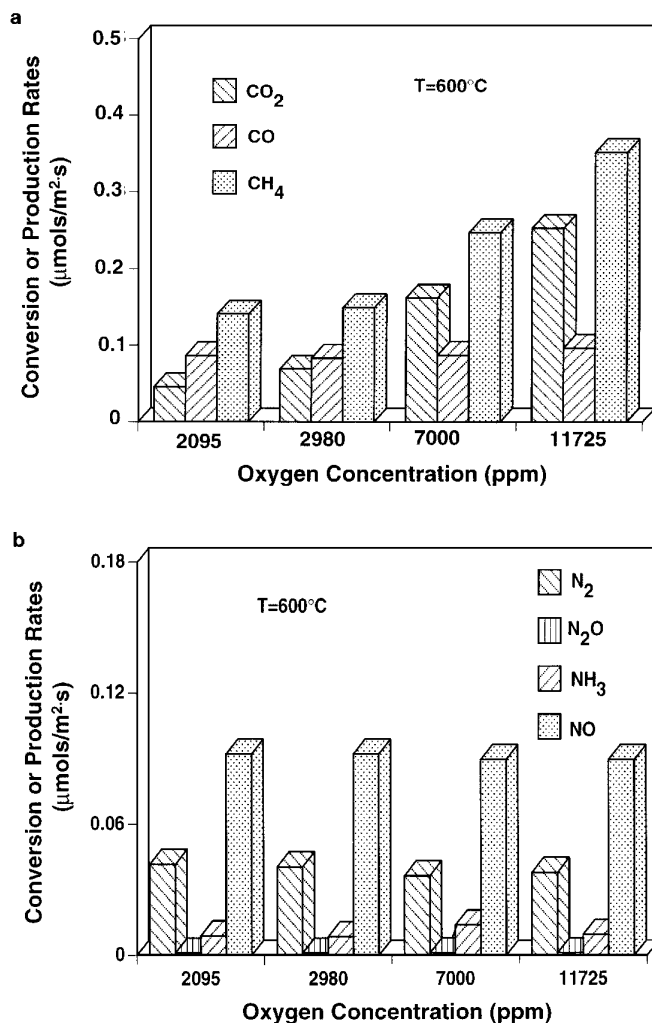 a
0.5
0.4
0.3
0.2
0.1
0
Conversion or Production Rates
(μmols/m²·s)
T=600°C
CO₂
CO
CH₄
2095 2980 7000 11725
Oxygen Concentration (ppm)
b
0.18
0.12
0.06
0
Conversion or Production Rates
(μmols/m²·s)
T=600°C
N₂
N₂O
NH₃
NO
2095 2980 7000 11725
Oxygen Concentration (ppm)